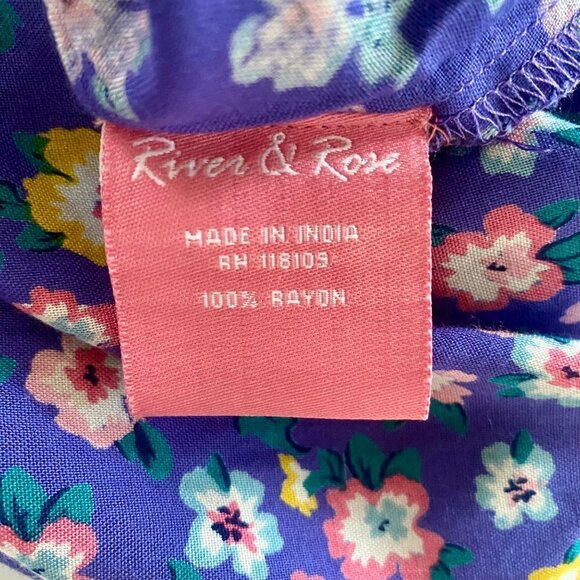 River & Rose
MADE IN INDIA
RN 118109
100% RAYON